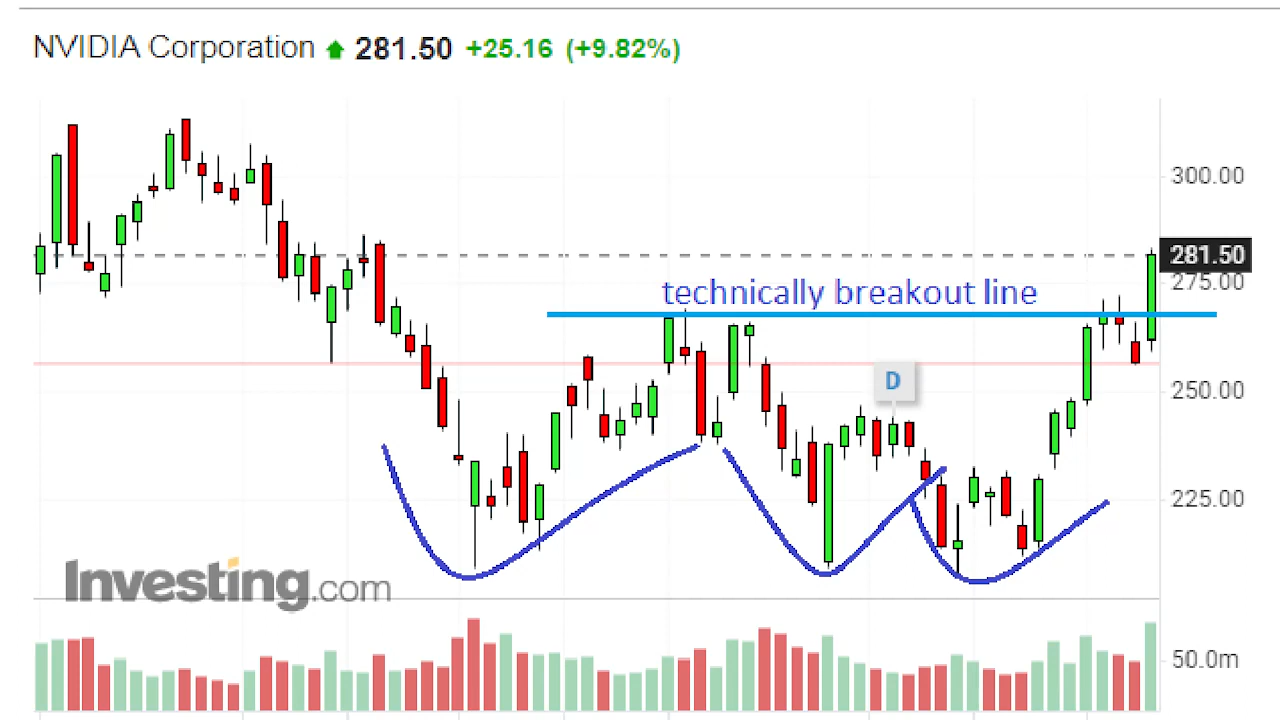 NVIDIA Corporation 281.50 +25.16 (+9.82%)
300.00
281.50
275.00
technically breakout line
D
250.00
225.00
Investing.com
50.0m